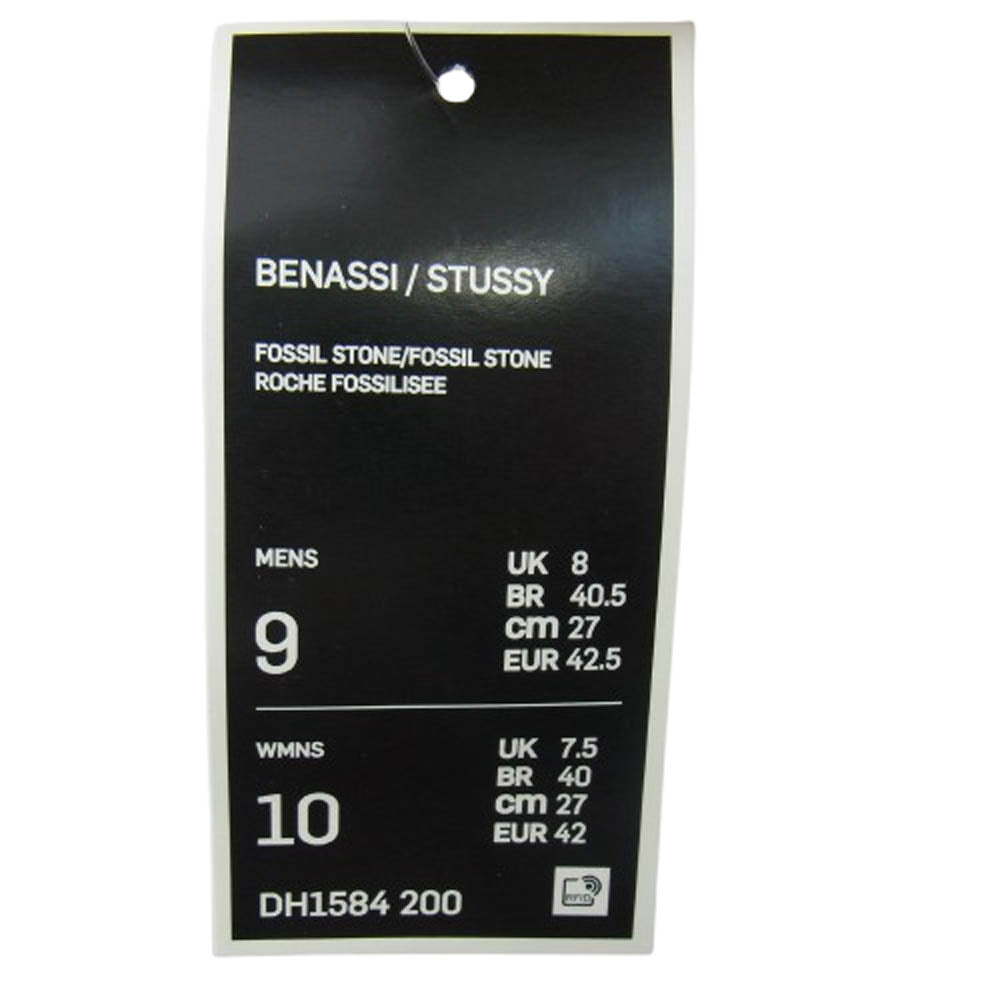 BENASSI / STUSSY
FOSSIL STONE/FOSSIL STONE
ROCHE FOSSILISEE
MENS
9
UK 8
BR 40.5
cm 27
EUR 42.5
WMNS
10
UK 7.5
BR 40
cm 27
EUR 42
DH1584 200
RFID